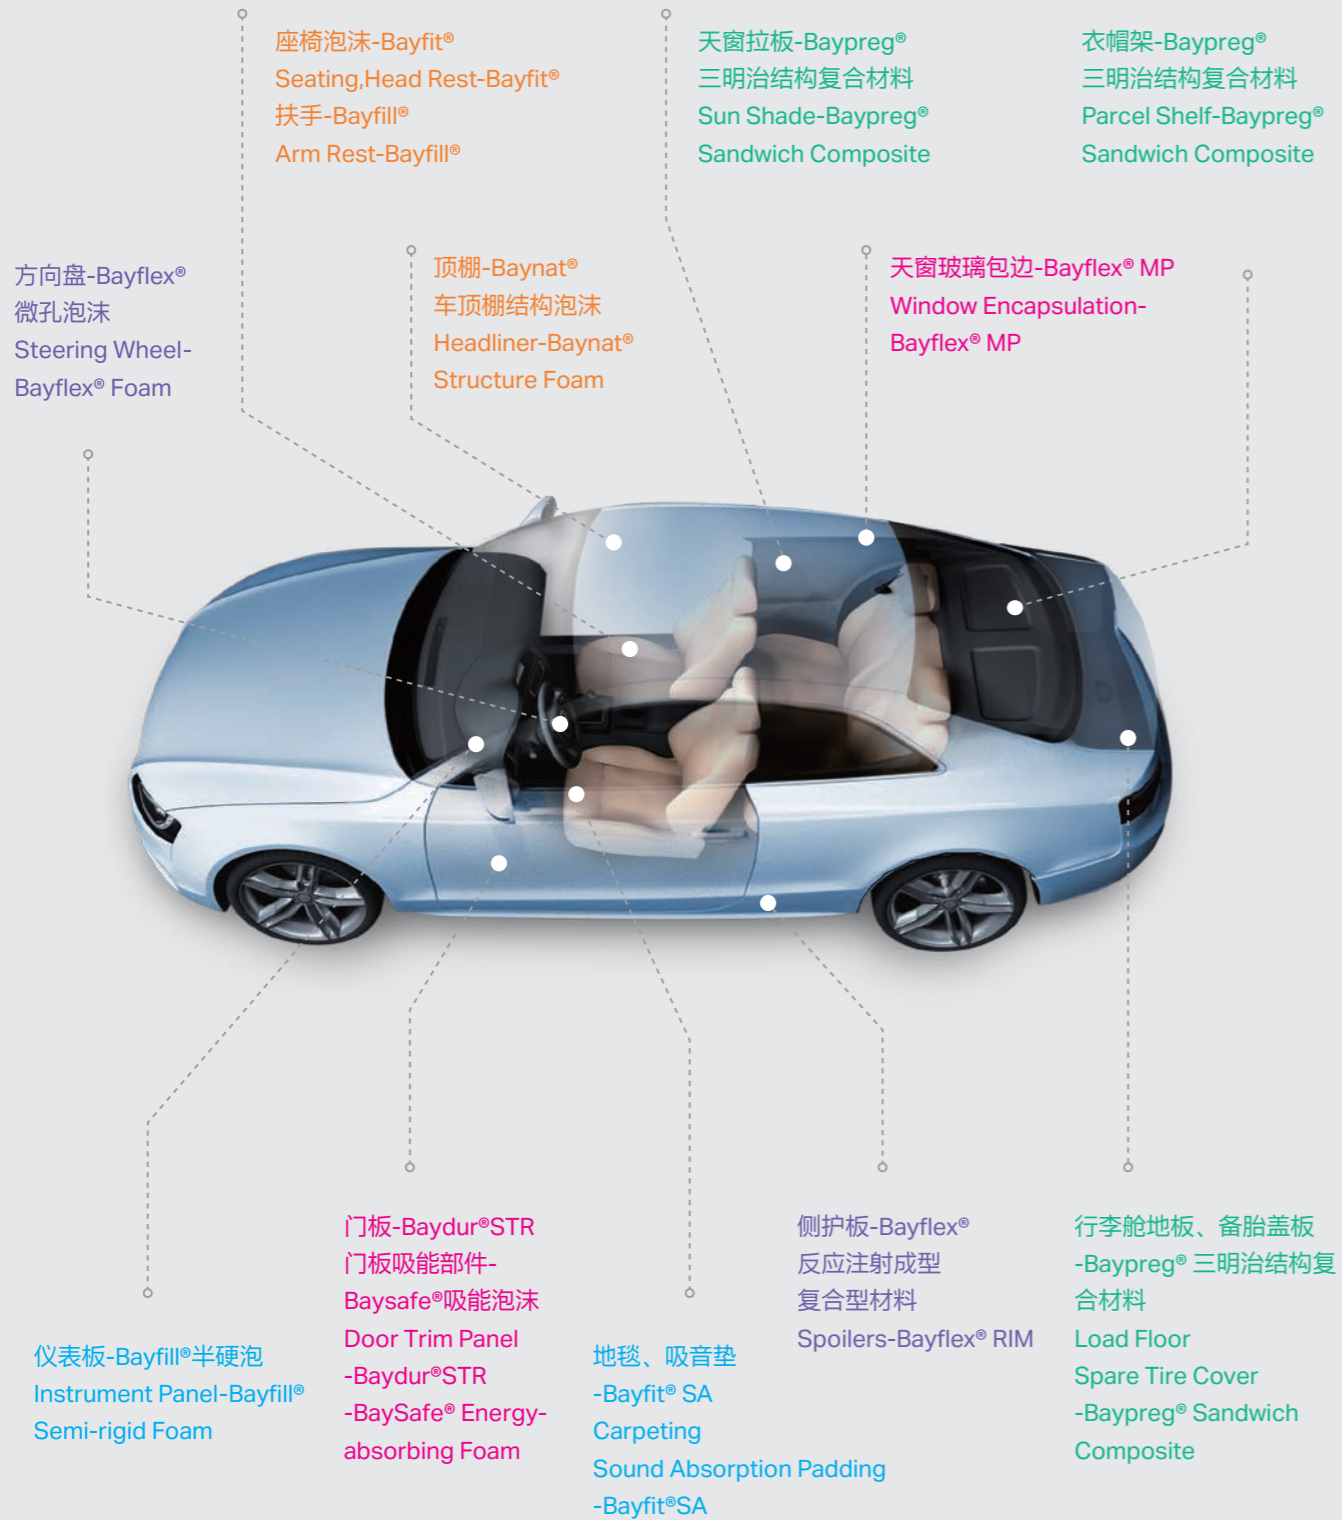 座椅泡沫-Bayfit®
Seating,Head Rest-Bayfit®
扶手-Bayfill®
Arm Rest-Bayfill®
天窗拉板-Baypreg®
三明治结构复合材料
Sun Shade-Baypreg®
Sandwich Composite
衣帽架-Baypreg®
三明治结构复合材料
Parcel Shelf-Baypreg®
Sandwich Composite
方向盘-Bayflex®
微孔泡沫
Steering Wheel-
Bayflex® Foam
顶棚-Baynat®
车顶棚结构泡沫
Headliner-Baynat®
Structure Foam
天窗玻璃包边-Bayflex® MP
Window Encapsulation-
Bayflex® MP
仪表板-Bayfill®半硬泡
Instrument Panel-Bayfill®
Semi-rigid Foam
门板-Baydur®STR
门板吸能部件-
Baysafe®吸能泡沫
Door Trim Panel
-Baydur®STR
-BaySafe® Energy-
absorbing Foam
地毯、吸音垫
-Bayfit® SA
Carpeting
Sound Absorption Padding
-Bayfit®SA
侧护板-Bayflex®
反应注射成型
复合型材料
Spoilers-Bayflex® RIM
行李舱地板、备胎盖板
-Baypreg® 三明治结构复
合材料
Load Floor
Spare Tire Cover
-Baypreg® Sandwich
Composite